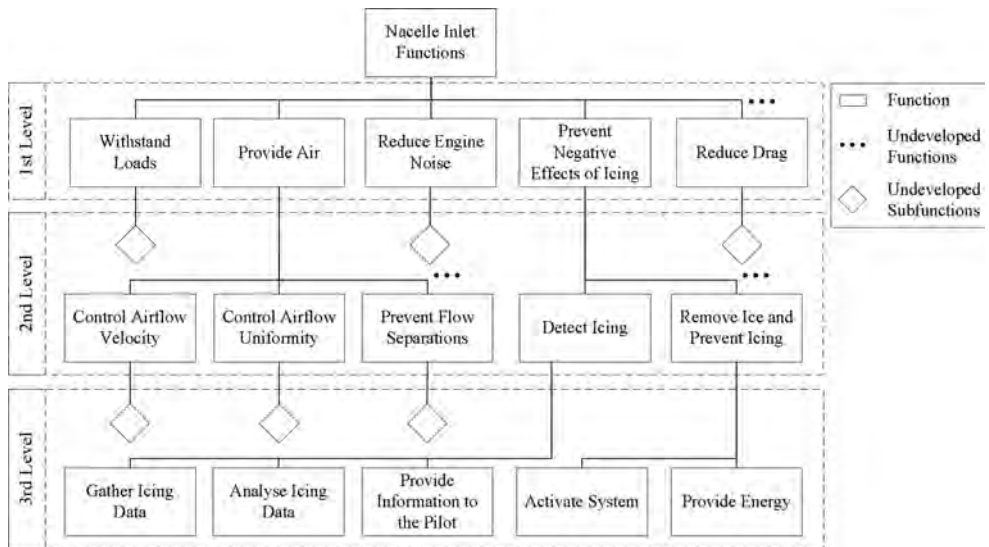 Nacelle Inlet
Functions
1st Level
Withstand
Loads
Provide Air
Reduce Engine
Noise
Prevent
Negative
Effects of Icing
Reduce Drag
Function
Undeveloped
Functions
Undeveloped
Subfunctions
2nd Level
Control Airflow
Velocity
Control Airflow
Uniformity
Prevent Flow
Separations
Detect Icing
Remove Ice and
Prevent Icing
3rd Level
Gather Icing
Data
Analyse Icing
Data
Provide
Information to
the Pilot
Activate System
Provide Energy